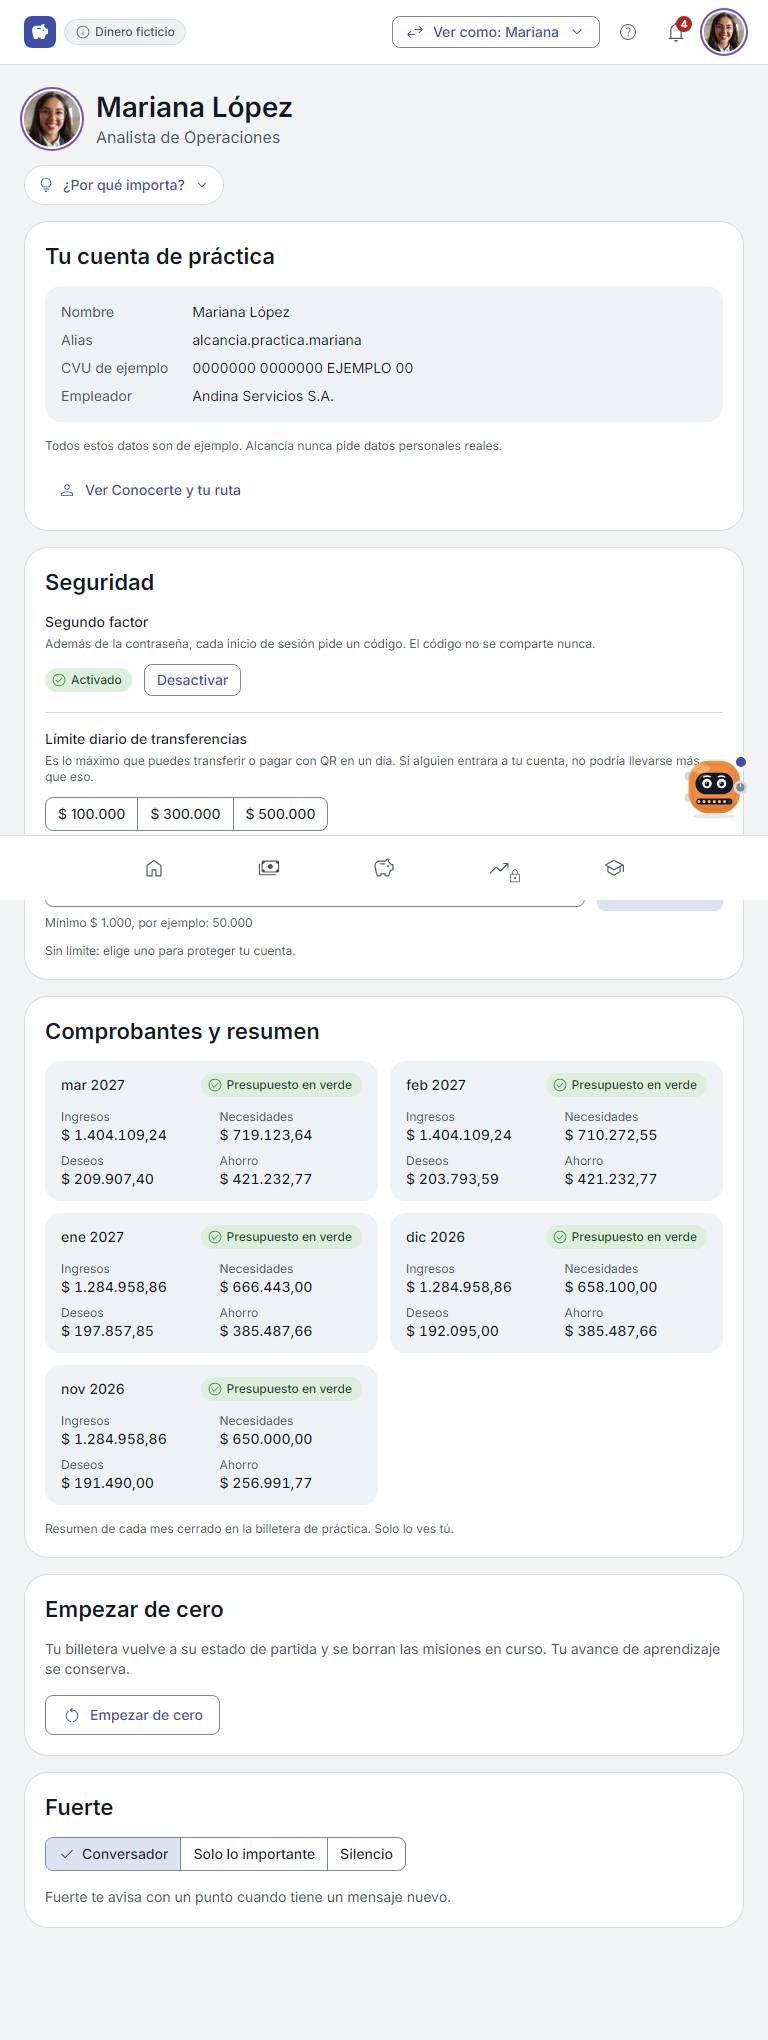 Dinero ficticio
Ver como: Mariana
4
Mariana López
Analista de Operaciones
¿Por qué importa?
Tu cuenta de práctica
Nombre Mariana López
Alias alcancia.practica.mariana
CVU de ejemplo 0000000 0000000 EJEMPLO 00
Empleador Andina Servicios S.A.
Todos estos datos son de ejemplo. Alcancía nunca pide datos personales reales.
Ver Conocerte y tu ruta
Seguridad
Segundo factor
Además de la contraseña, cada inicio de sesión pide un código. El código no se comparte nunca.
Activado Desactivar
Límite diario de transferencias
Es lo máximo que puedes transferir o pagar con QR en un día. Si alguien entrara a tu cuenta, no podría llevarse más
que eso.
$ 100.000 $ 300.000 $ 500.000
Mínimo $ 1.000, por ejemplo: 50.000
Sin límite: elige uno para proteger tu cuenta.
Comprobantes y resumen
mar 2027 Presupuesto en verde
Ingresos Necesidades
$ 1.404.109,24 $ 719.123,64
Deseos Ahorro
$ 209.907,40 $ 421.232,77
feb 2027 Presupuesto en verde
Ingresos Necesidades
$ 1.404.109,24 $ 710.272,55
Deseos Ahorro
$ 203.793,59 $ 421.232,77
ene 2027 Presupuesto en verde
Ingresos Necesidades
$ 1.284.958,86 $ 666.443,00
Deseos Ahorro
$ 197.857,85 $ 385.487,66
dic 2026 Presupuesto en verde
Ingresos Necesidades
$ 1.284.958,86 $ 658.100,00
Deseos Ahorro
$ 192.095,00 $ 385.487,66
nov 2026 Presupuesto en verde
Ingresos Necesidades
$ 1.284.958,86 $ 650.000,00
Deseos Ahorro
$ 191.490,00 $ 256.991,77
Resumen de cada mes cerrado en la billetera de práctica. Solo lo ves tú.
Empezar de cero
Tu billetera vuelve a su estado de partida y se borran las misiones en curso. Tu avance de aprendizaje
se conserva.
Empezar de cero
Fuerte
Conversador Solo lo importante Silencio
Fuerte te avisa con un punto cuando tiene un mensaje nuevo.